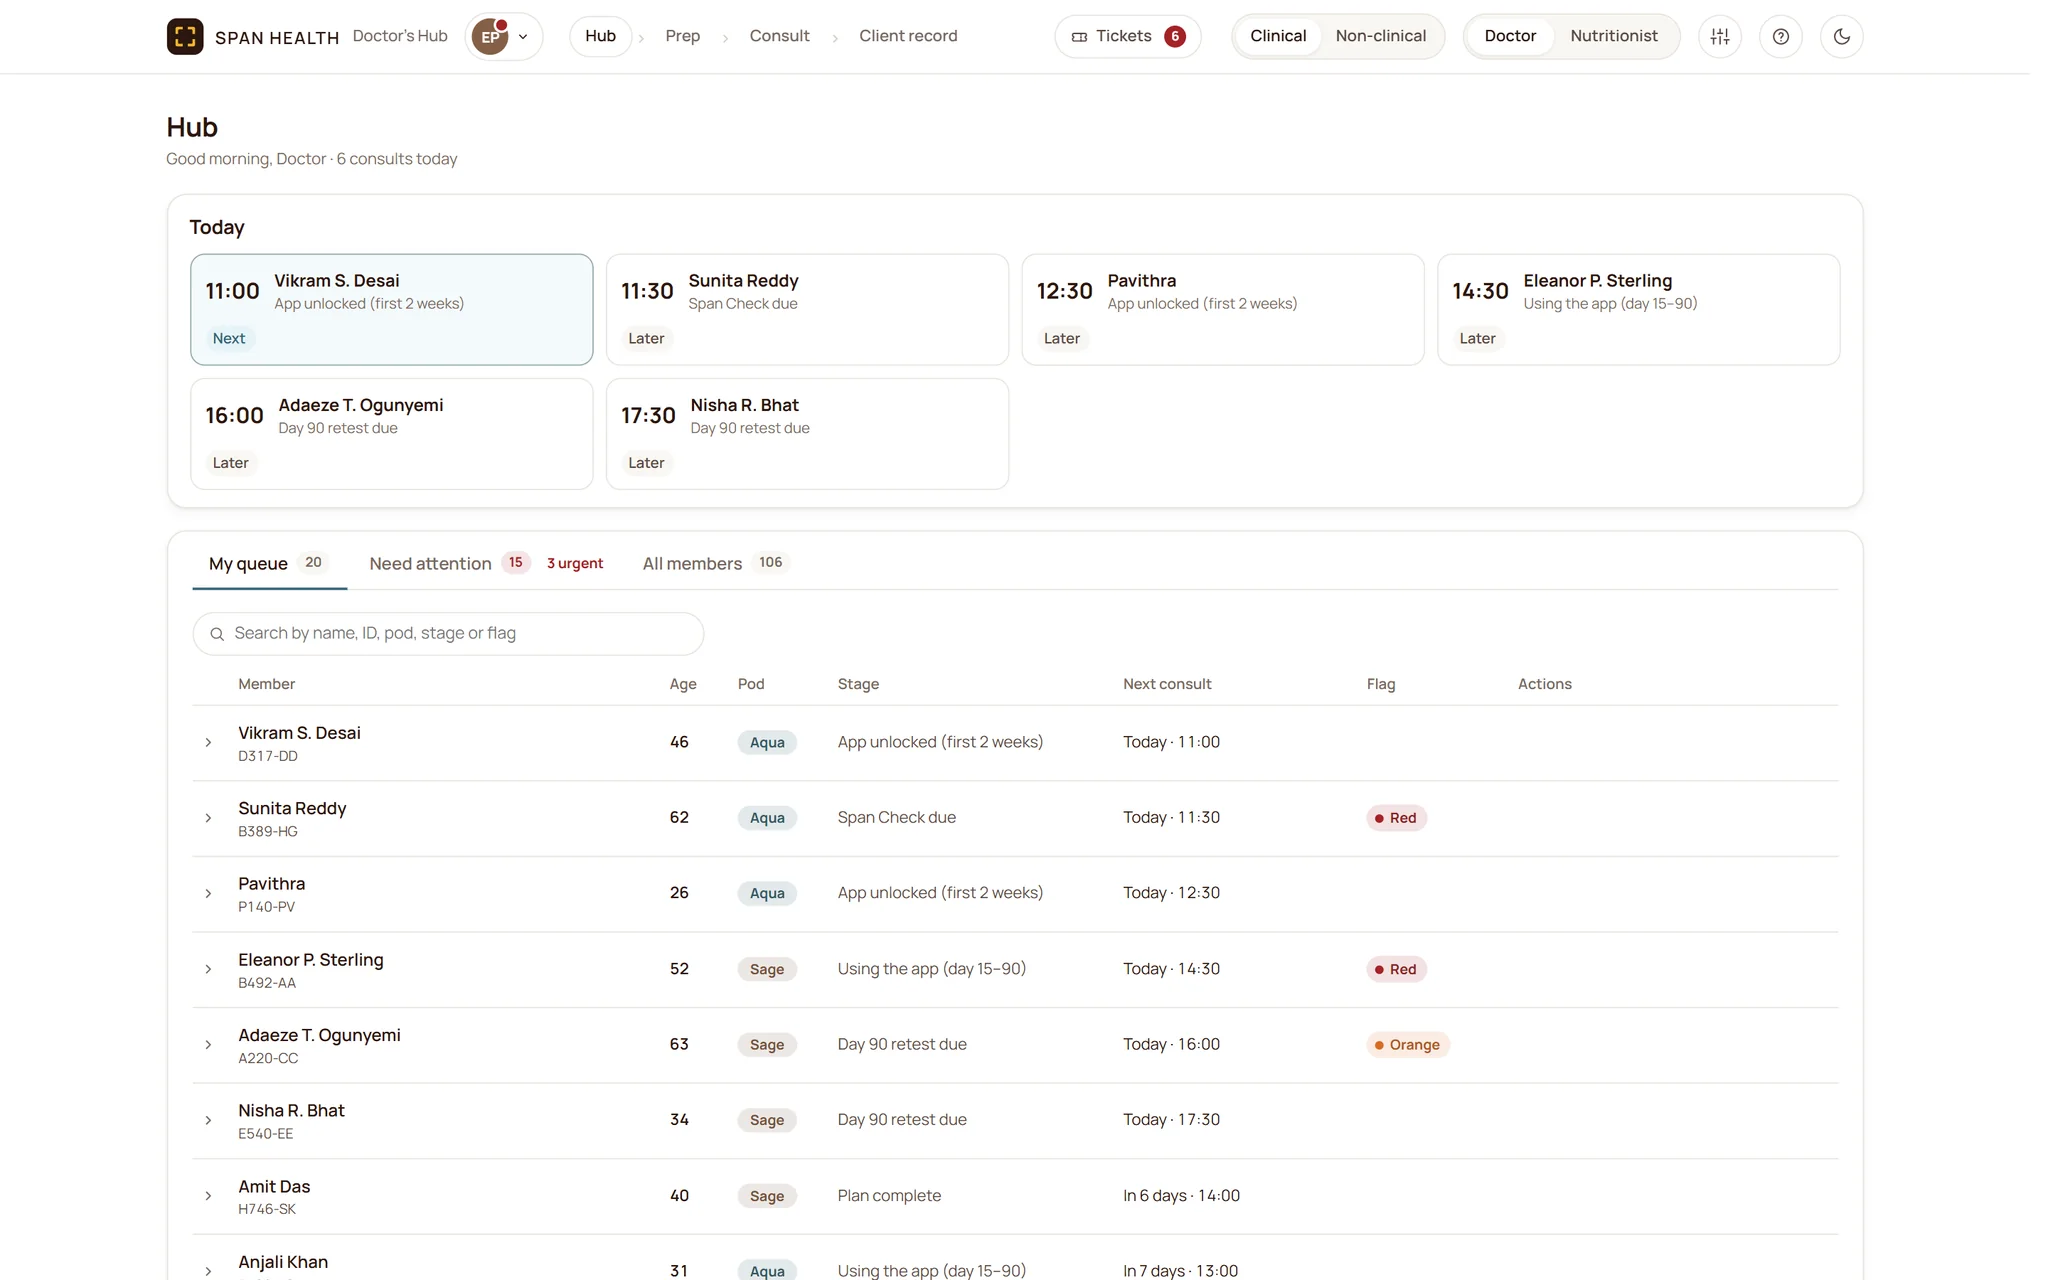 SPAN HEALTH Doctor's Hub EP Hub Prep Consult Client record Tickets 6 Clinical Non-clinical Doctor Nutritionist
Hub
Good morning, Doctor · 6 consults today
Today
11:00 Vikram S. Desai
App unlocked (first 2 weeks)
Next
11:30 Sunita Reddy
Span Check due
Later
12:30 Pavithra
App unlocked (first 2 weeks)
Later
14:30 Eleanor P. Sterling
Using the app (day 15–90)
Later
16:00 Adaeze T. Ogunyemi
Day 90 retest due
Later
17:30 Nisha R. Bhat
Day 90 retest due
Later
My queue 20 Need attention 15 3 urgent All members 106
Search by name, ID, pod, stage or flag
Member Age Pod Stage Next consult Flag Actions
Vikram S. Desai 46 Aqua App unlocked (first 2 weeks) Today · 11:00
D317-DD
Sunita Reddy 62 Aqua Span Check due Today · 11:30 Red
B389-HG
Pavithra 26 Aqua App unlocked (first 2 weeks) Today · 12:30
P140-PV
Eleanor P. Sterling 52 Sage Using the app (day 15–90) Today · 14:30 Red
B492-AA
Adaeze T. Ogunyemi 63 Sage Day 90 retest due Today · 16:00 Orange
A220-CC
Nisha R. Bhat 34 Sage Day 90 retest due Today · 17:30
E540-EE
Amit Das 40 Sage Plan complete In 6 days · 14:00
H746-SK
Anjali Khan 31 Aqua Using the app (day 15–90) In 7 days · 13:00